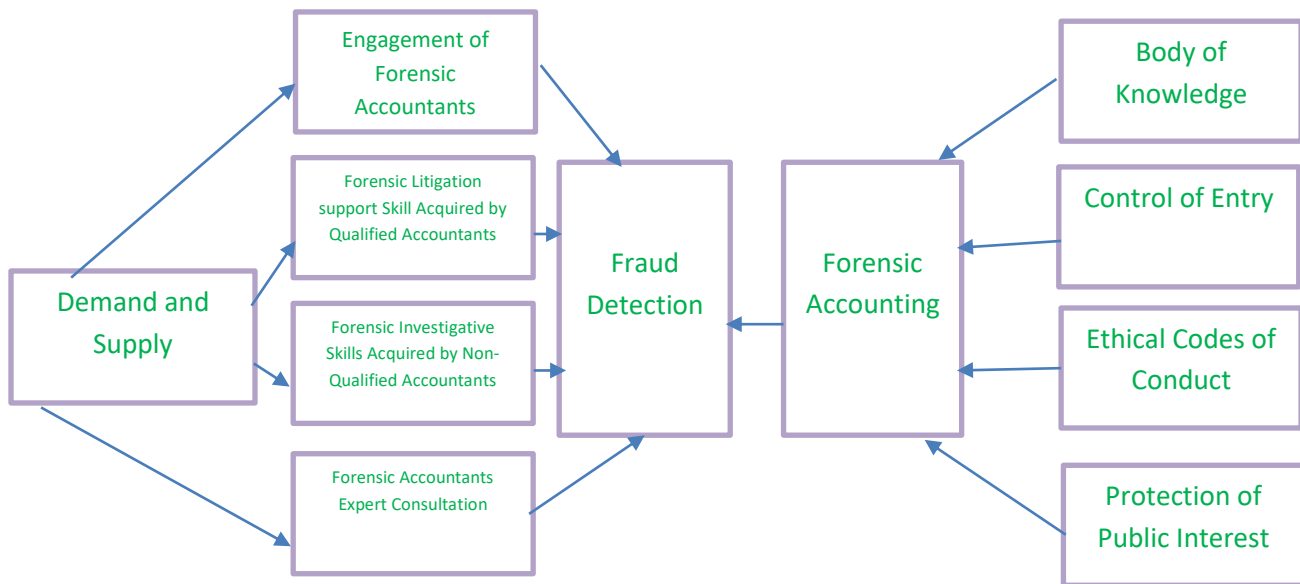 Engagement of
Forensic
Accountants
Forensic Litigation
support Skill Acquired by
Qualified Accountants
Demand and
Supply
Forensic Investigative
Skills Acquired by Non-
Qualified Accountants
Forensic Accountants
Expert Consultation
Fraud
Detection
Forensic
Accounting
Body of
Knowledge
Control of Entry
Ethical Codes of
Conduct
Protection of
Public Interest